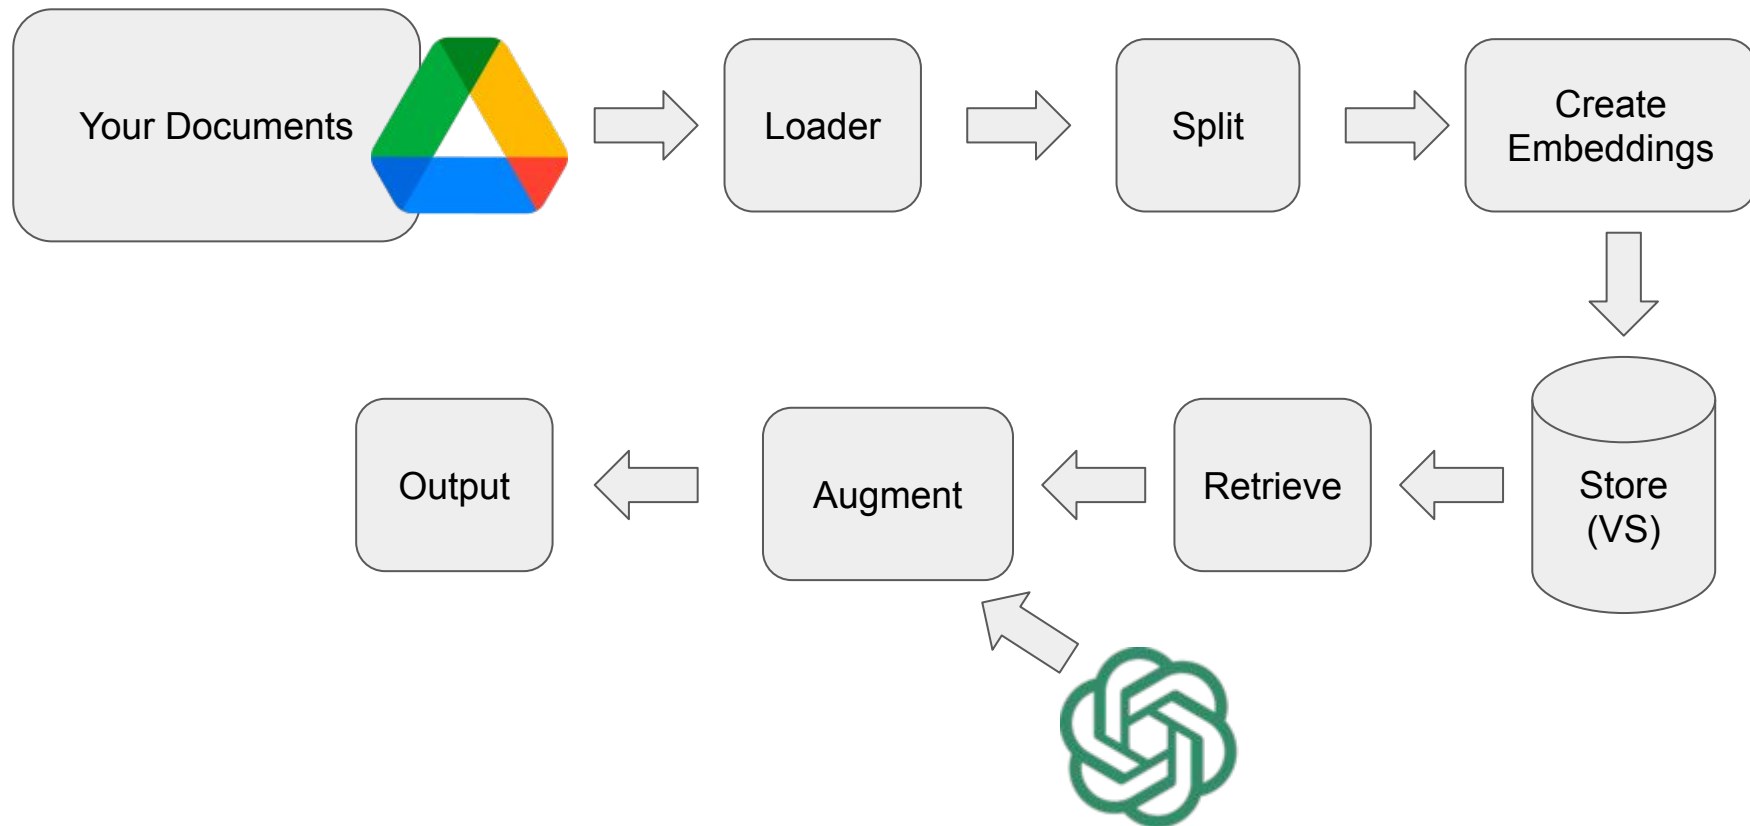 Your Documents
Loader
Split
Create
Embeddings
Store
(VS)
Retrieve
Augment
Output